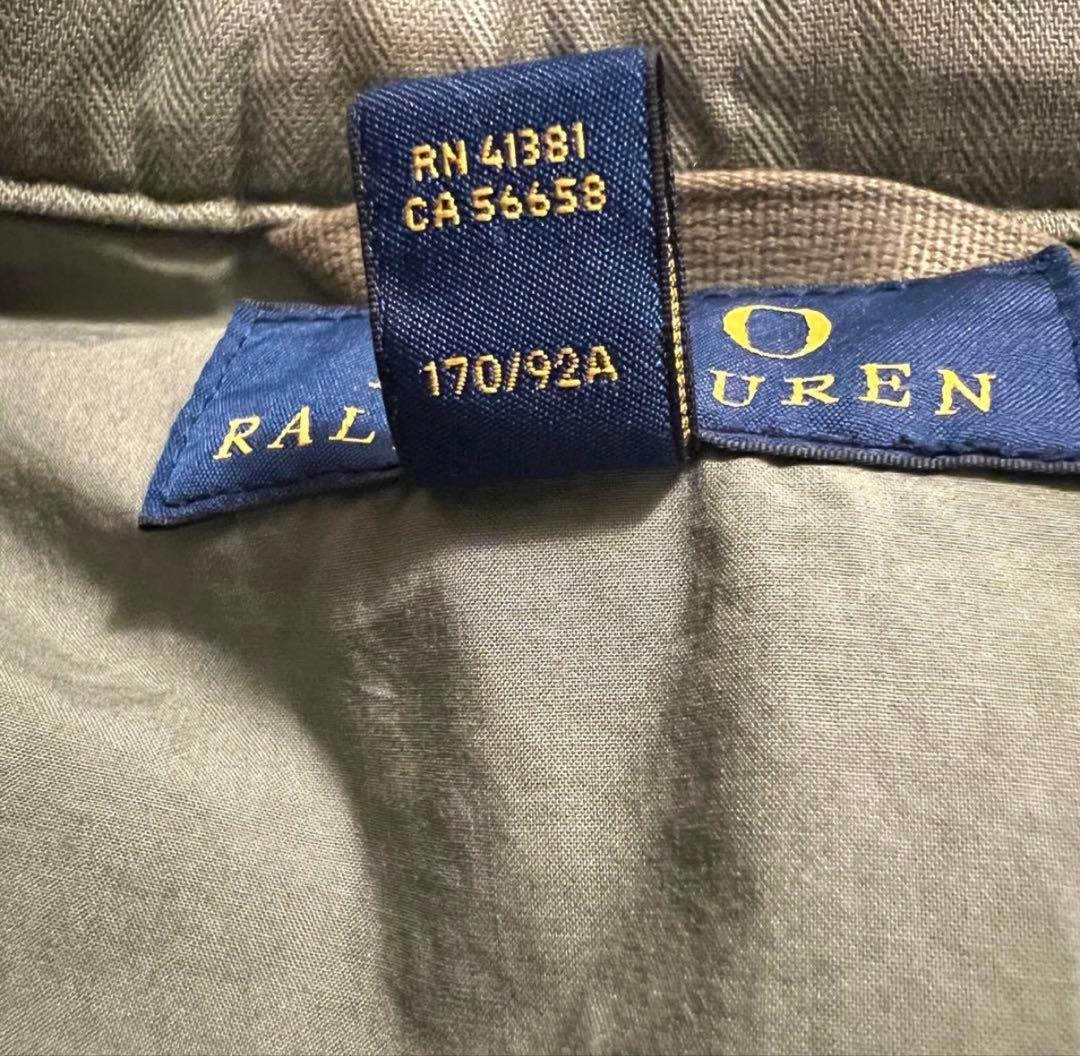 RN 41381
CA 56658
170/92A
O
RAL UREN